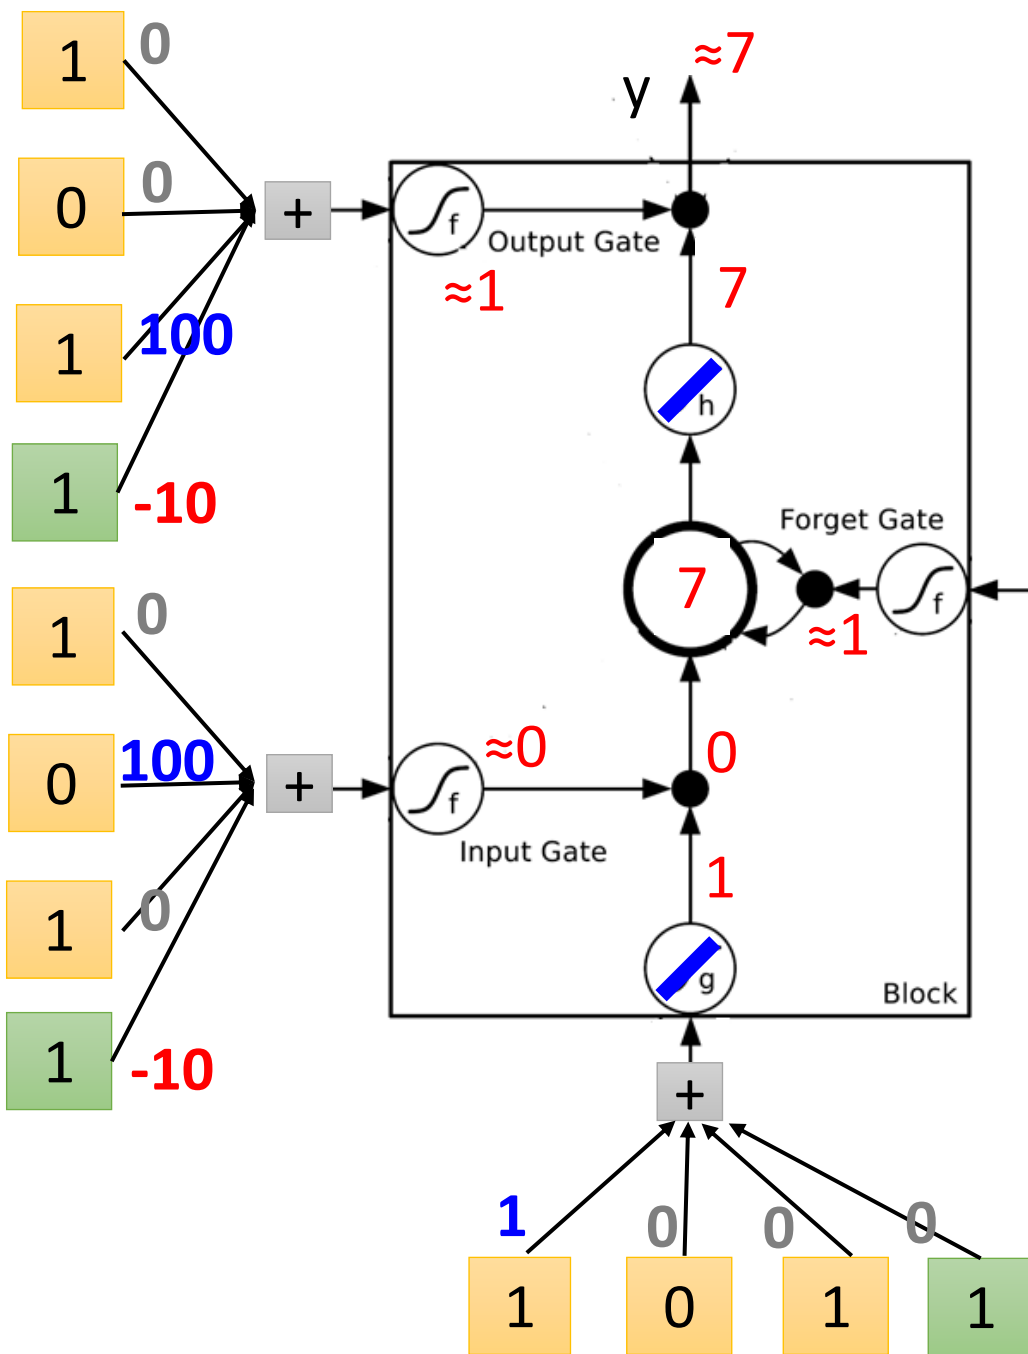 1 0
≈7
y
0 0
+
f
Output Gate
≈1
7
1 100
h
1 -10
Forget Gate
7
f
≈1
1 0
0 100
≈0
0
+
f
Input Gate
1
1 0
g
Block
1 -10
+
1 0 0 0
1 0 1 1